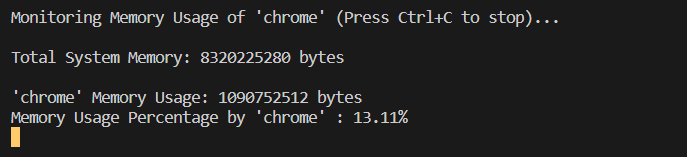 Monitoring Memory Usage of 'chrome' (Press Ctrl+C to stop)...
Total System Memory: 8320225280 bytes
'chrome' Memory Usage: 1090752512 bytes
Memory Usage Percentage by 'chrome' : 13.11%